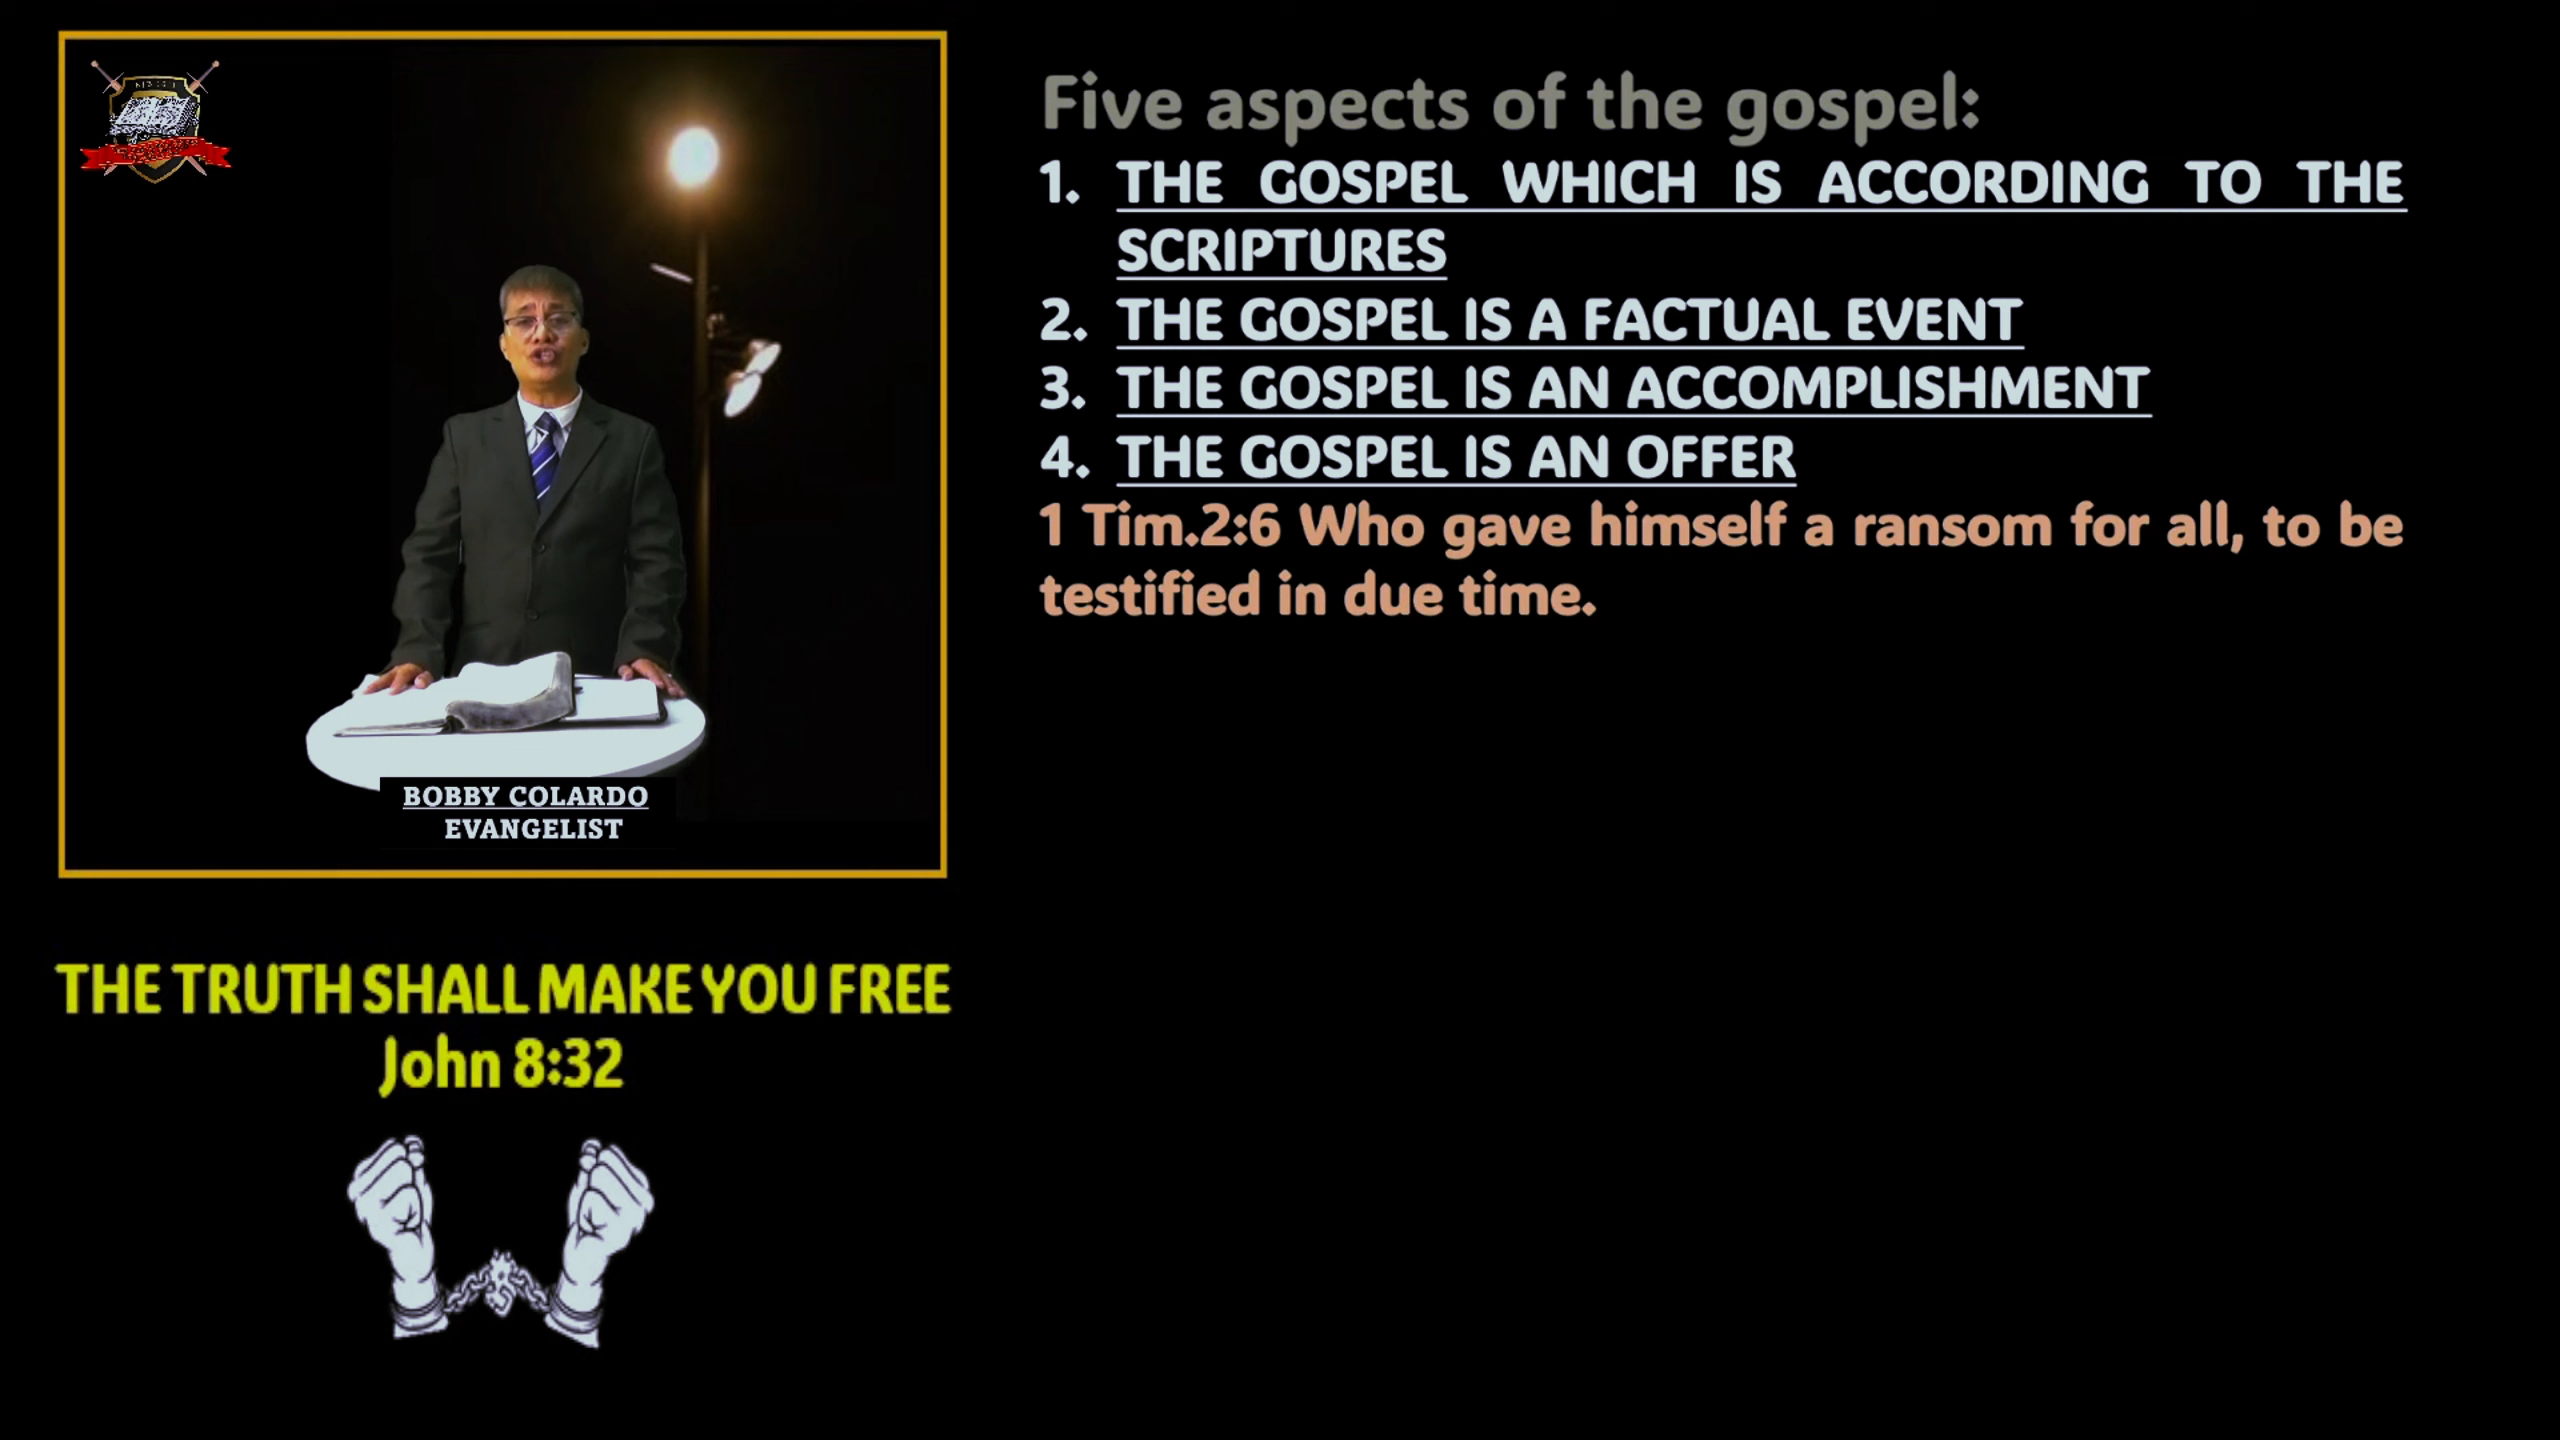 Five aspects of the gospel:
1. THE GOSPEL WHICH IS ACCORDING TO THE
SCRIPTURES
2. THE GOSPEL IS A FACTUAL EVENT
3. THE GOSPEL IS AN ACCOMPLISHMENT
4. THE GOSPEL IS AN OFFER
1 Tim.2:6 Who gave himself a ransom for all, to be
testified in due time.
BOBBY COLARDO
EVANGELIST
THE TRUTH SHALL MAKE YOU FREE
John 8:32